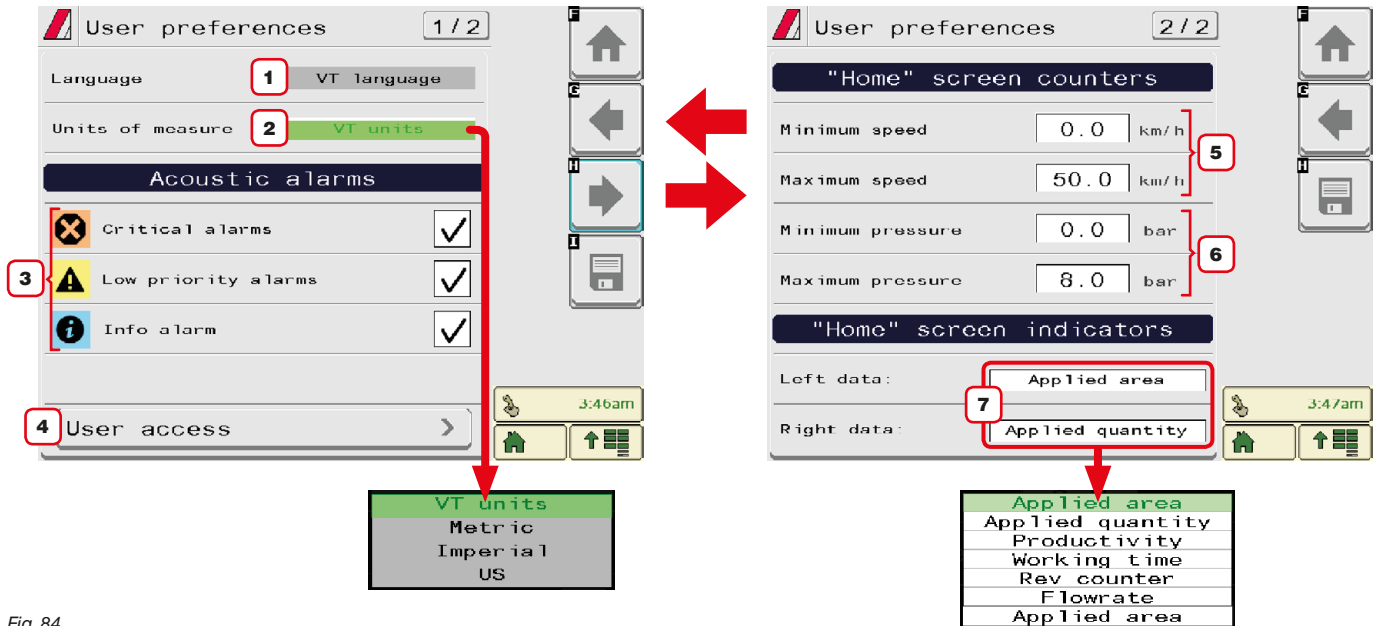 User preferences 1/2
Language 1 VT language
Units of measure 2 VT units
Acoustic alarms
3
Critical alarms
Low priority alarms
Info alarm
4 User access >
F
G
H
I
3:46am
VT units
Metric
Imperial
US
User preferences 2/2
"Home" screen counters
Minimum speed 0.0 km/h
Maximum speed 50.0 km/h
5
Minimum pressure 0.0 bar
Maximum pressure 8.0 bar
6
"Home" screen indicators
Left data: Applied area
7
Right data: Applied quantity
F
G
H
3:47am
Applied area
Applied quantity
Productivity
Working time
Rev counter
Flowrate
Applied area
Fig. 84